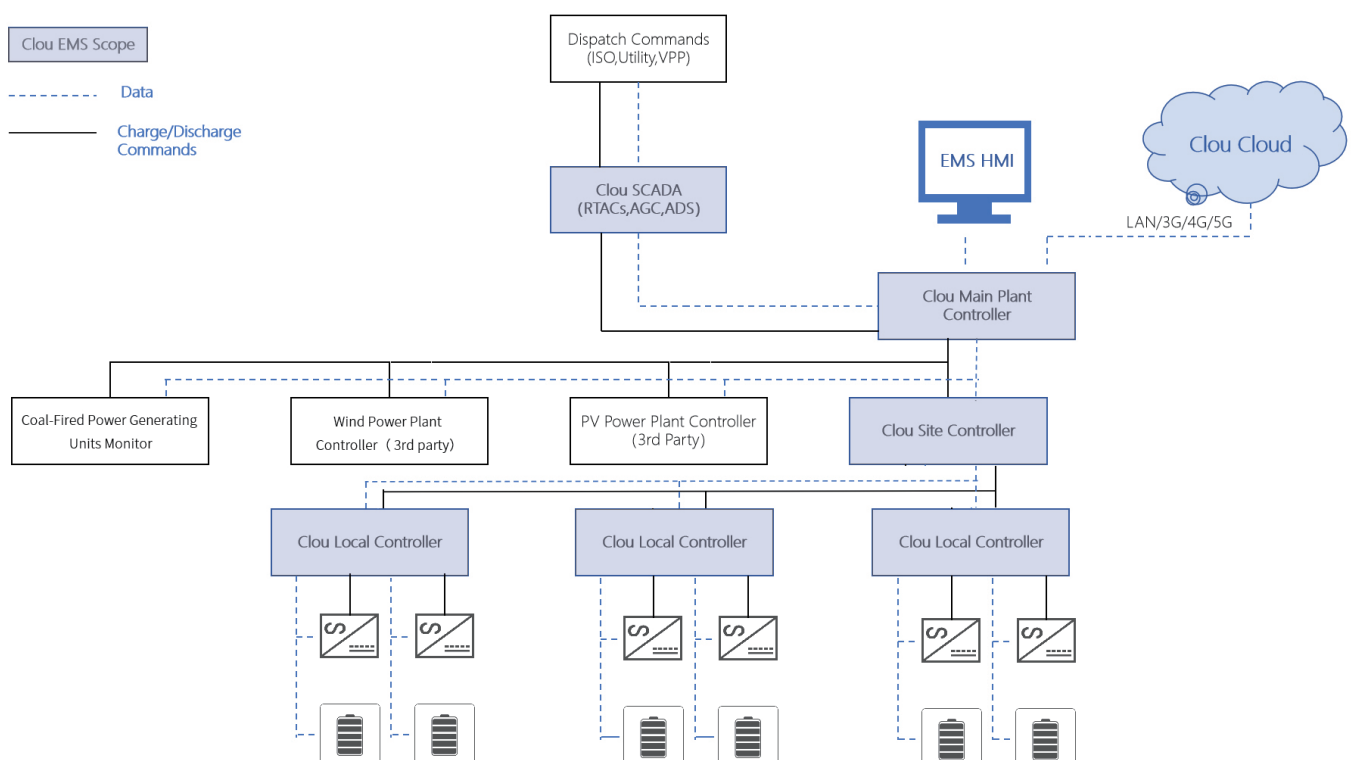 Clou EMS Scope
Data
Charge/Discharge
Commands
Dispatch Commands
(ISO,Utility,VPP)
Clou SCADA
(RTACs,AGC,ADS)
EMS HMI
Clou Cloud
LAN/3G/4G/5G
Clou Main Plant
Controller
Coal-Fired Power Generating
Units Monitor
Wind Power Plant
Controller（3rd party)
PV Power Plant Controller
(3rd Party)
Clou Site Controller
Clou Local Controller
Clou Local Controller
Clou Local Controller